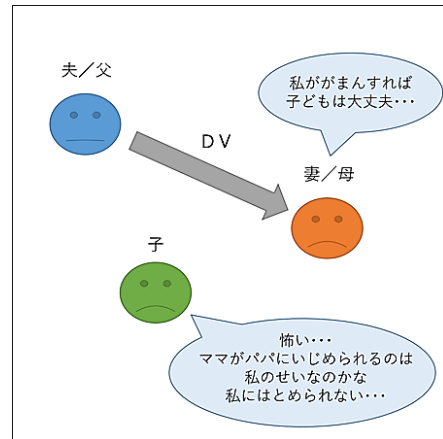 夫／父
私ががまんすれば
子どもは大丈夫・・・
ＤＶ
妻／母
子
怖い・・・
ママがパパにいじめられるのは
私のせいなのかな
私にはとめられない・・・